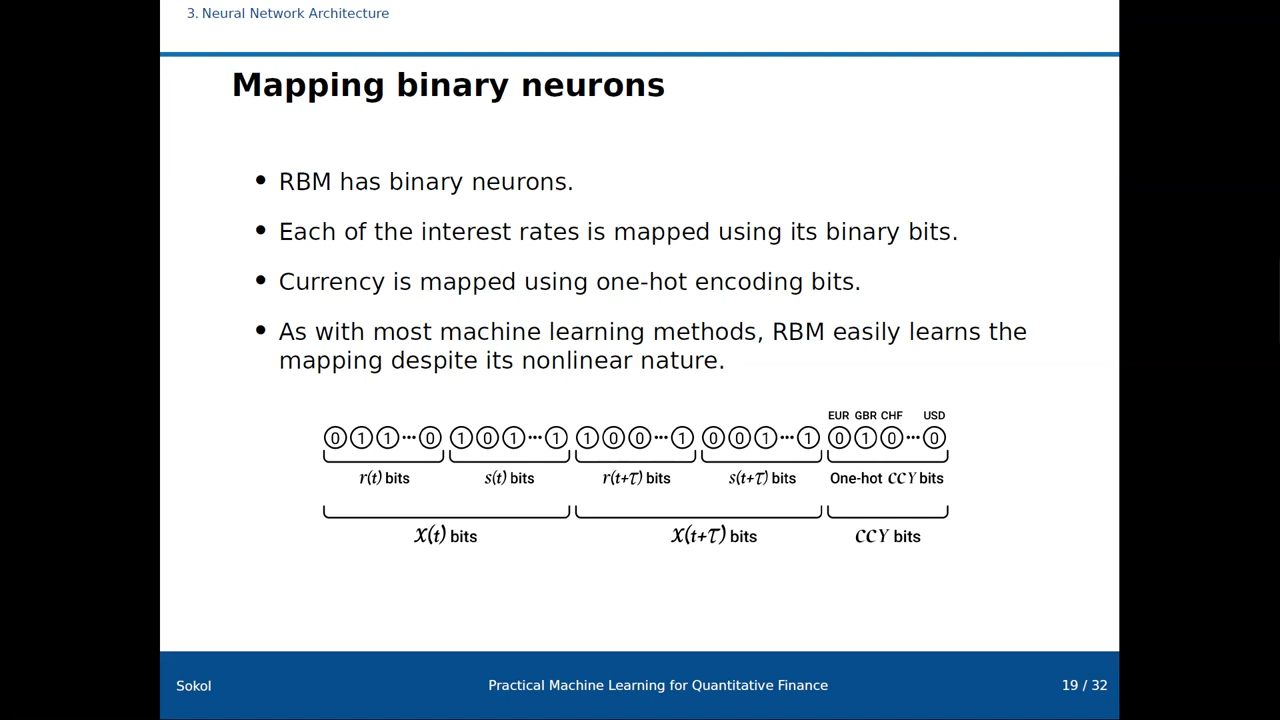 3. Neural Network Architecture
Mapping binary neurons
• RBM has binary neurons.
• Each of the interest rates is mapped using its binary bits.
• Currency is mapped using one-hot encoding bits.
• As with most machine learning methods, RBM easily learns the
mapping despite its nonlinear nature.
EUR GBR CHF USD
0 1 1 ··· 0 1 0 1 ··· 1 1 0 0 ··· 1 0 0 1 ··· 1 0 1 0 ··· 0
r(t) bits s(t) bits r(t+τ) bits s(t+τ) bits One-hot CCY bits
X(t) bits X(t+τ) bits CCY bits
Sokol Practical Machine Learning for Quantitative Finance 19 / 32